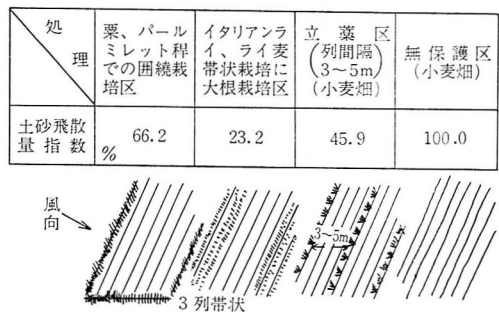 処理
粟、パールミレット稈での囲繞栽培区
イタリアンライ、ライ麦帯状栽培に大根栽培区
立藁区(列間隔3〜5m)(小麦畑)
無保護区(小麦畑)
土砂飛散量指数
66.2%
23.2
45.9
100.0
風向
3〜5m
3列帯状